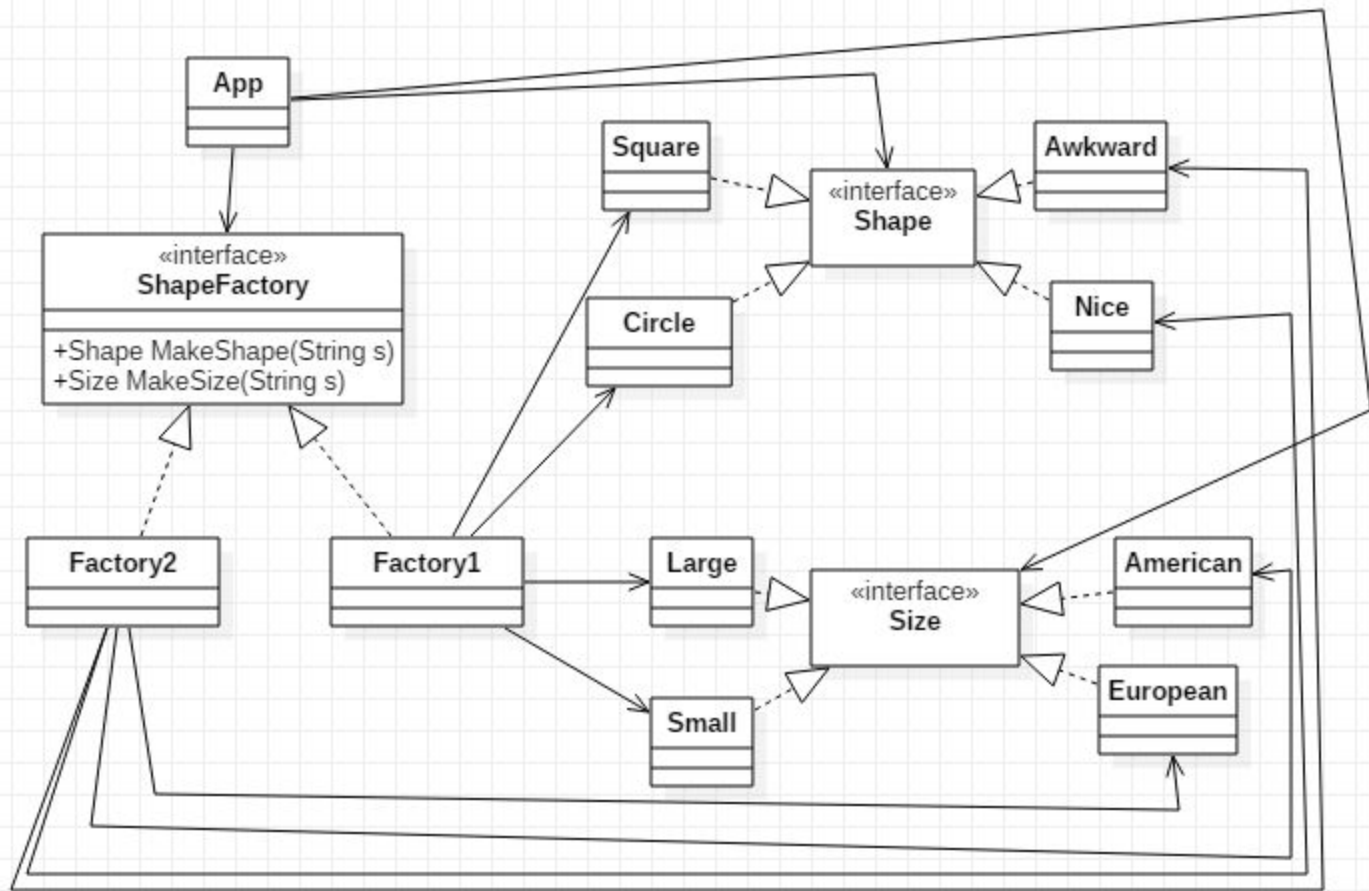 App
Square
Awkward
«interface»
Shape
«interface»
ShapeFactory
+Shape MakeShape(String s)
+Size MakeSize(String s)
Circle
Nice
Factory2
Factory1
Large
«interface»
Size
American
European
Small